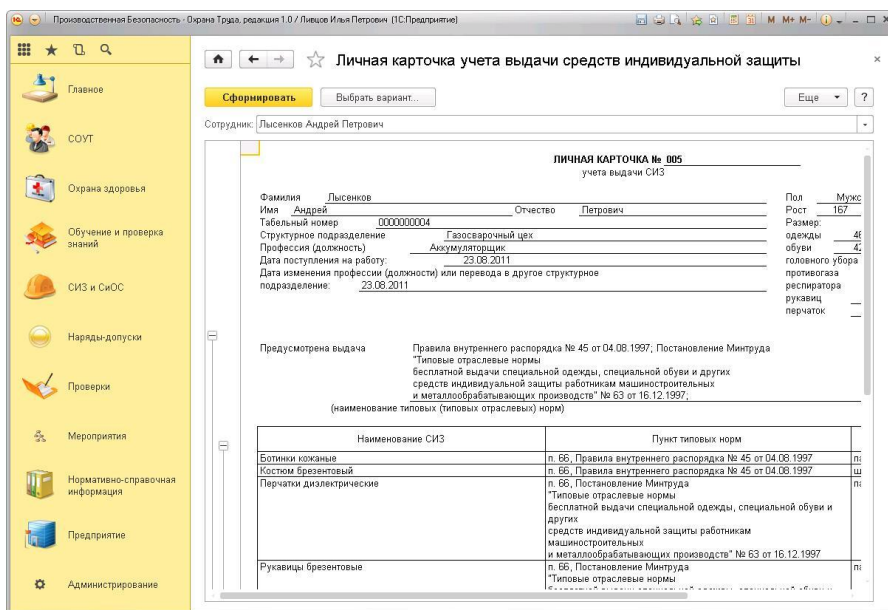 Производственная Безопасность - Охрана Труда, редакция 1.0 / Ливцов Илья Петрович (1С:Предприятие)
M M+ M-
Главное
СОУТ
Охрана здоровья
Обучение и проверка
знаний
СИЗ и СиОС
Наряды-допуски
Проверки
Мероприятия
Нормативно-справочная
информация
Предприятие
Администрирование
Личная карточка учета выдачи средств индивидуальной защиты
Сформировать Выбрать вариант... Еще ?
Сотрудник: Лысенков Андрей Петрович
ЛИЧНАЯ КАРТОЧКА № 005
учета выдачи СИЗ
Фамилия Лысенков Пол Мужс
Имя Андрей Отчество Петрович Рост 167
Табельный номер 0000000004 Размер:
Структурное подразделение Газосварочный цех одежды 46
Профессия (должность) Аккумуляторщик обуви 42
Дата поступления на работу: 23.08.2011 головного убора
Дата изменения профессии (должности) или перевода в другое структурное противогаза
подразделение: 23.08.2011 респиратора
рукавиц
перчаток
Предусмотрена выдача Правила внутреннего распорядка № 45 от 04.08.1997; Постановление Минтруда
"Типовые отраслевые нормы
бесплатной выдачи специальной одежды, специальной обуви и других
средств индивидуальной защиты работникам машиностроительных
и металлообрабатывающих производств" № 63 от 16.12.1997;
(наименование типовых (типовых отраслевых) норм)
Наименование СИЗ Пункт типовых норм
Ботинки кожаные п. 66, Правила внутреннего распорядка № 45 от 04.08.1997 па
Костюм брезентовый п. 66, Правила внутреннего распорядка № 45 от 04.08.1997 ш
Перчатки диэлектрические п. 66, Постановление Минтруда па
"Типовые отраслевые нормы
бесплатной выдачи специальной одежды, специальной обуви и
других
средств индивидуальной защиты работникам
машиностроительных
и металлообрабатывающих производств" № 63 от 16.12.1997
Рукавицы брезентовые п. 66, Постановление Минтруда па
"Типовые отраслевые нормы